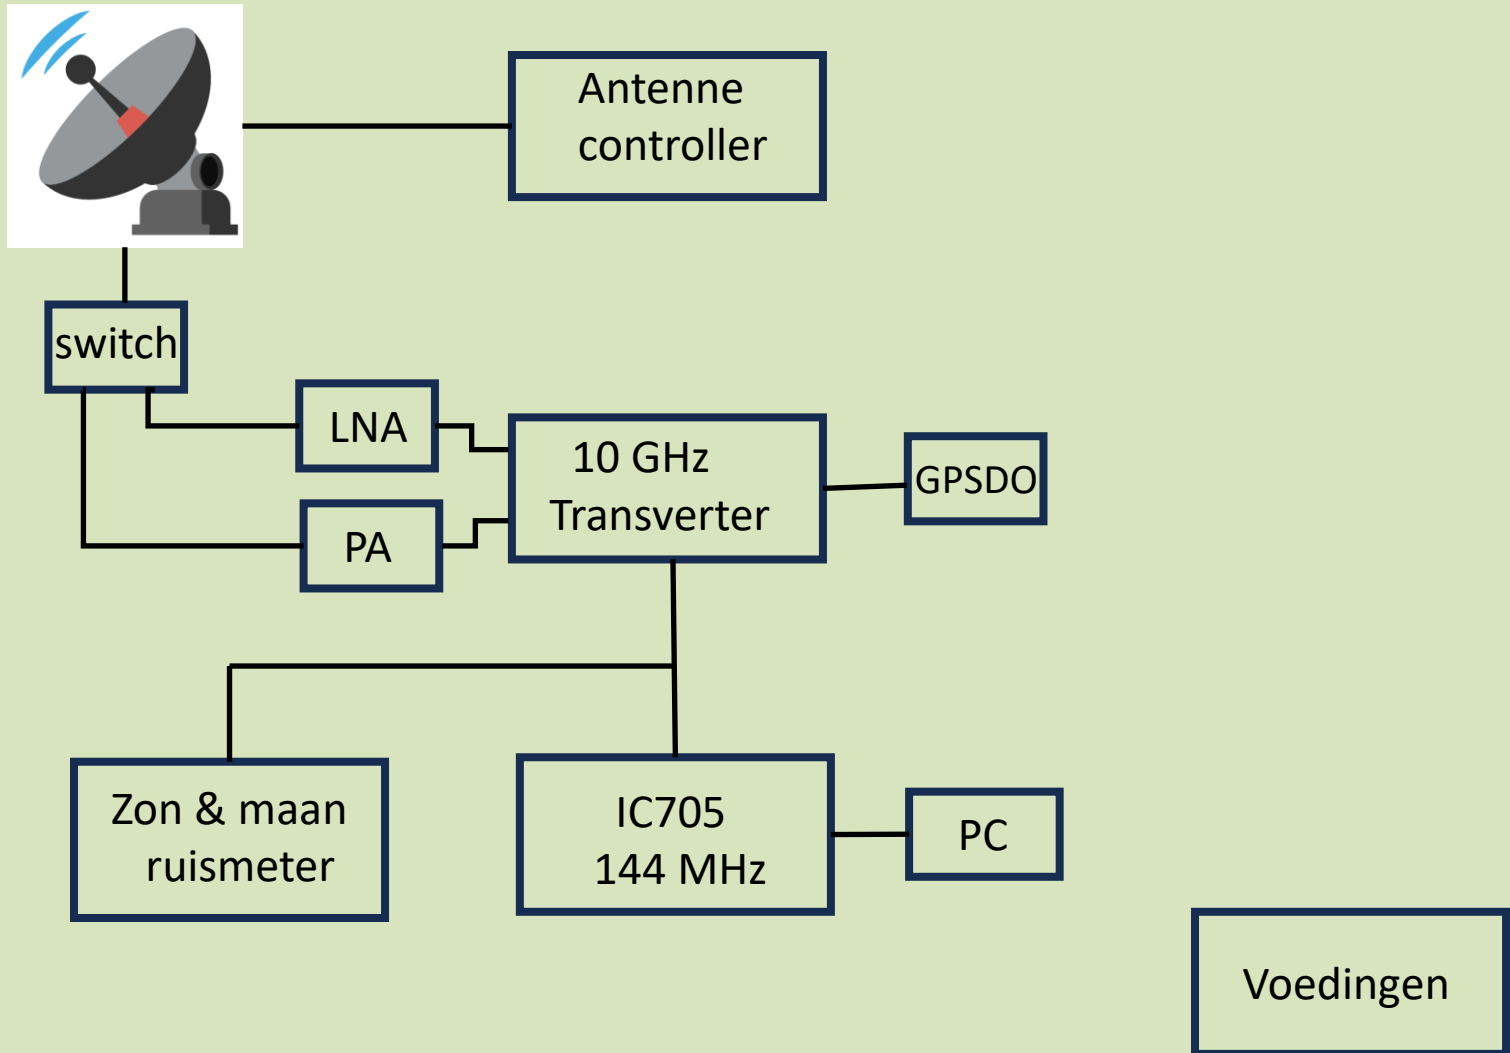 Antenne
controller
switch
LNA
10 GHz
Transverter
GPSDO
PA
Zon & maan
ruismeter
IC705
144 MHz
PC
Voedingen